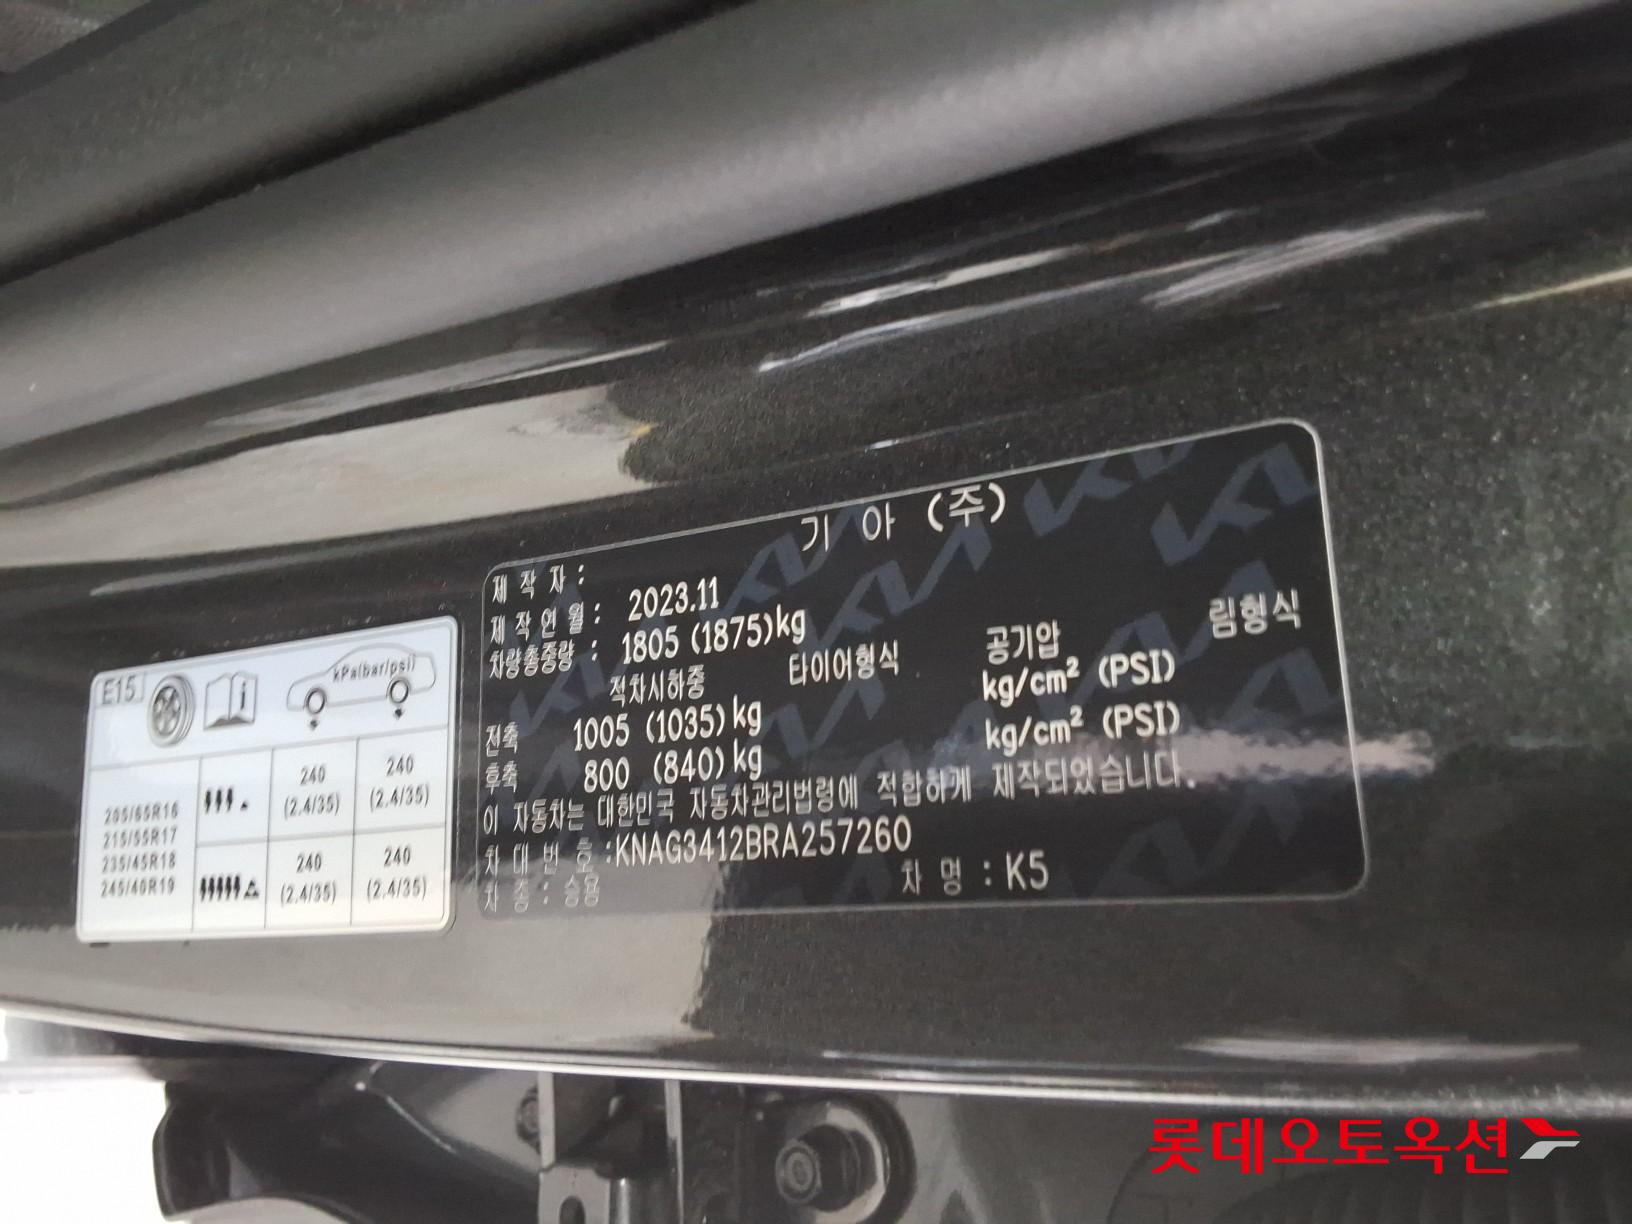 E15
kPa(bar/psi)
205/65R16
215/55R17
235/45R18
245/40R19
240
(2.4/35)
240
(2.4/35)
240
(2.4/35)
240
(2.4/35)
제작자: 기아 (주)
제작연월: 2023.11
차량총중량: 1805 (1875)kg
적차시하중 타이어형식 공기압 림형식
전축 1005 (1035)kg kg/cm² (PSI)
후축 800 (840)kg kg/cm² (PSI)
이 자동차는 대한민국 자동차관리법령에 적합하게 제작되었습니다.
차대번호:KNAG3412BRA257260
차종: 승용 차명: K5
롯데오토옥션